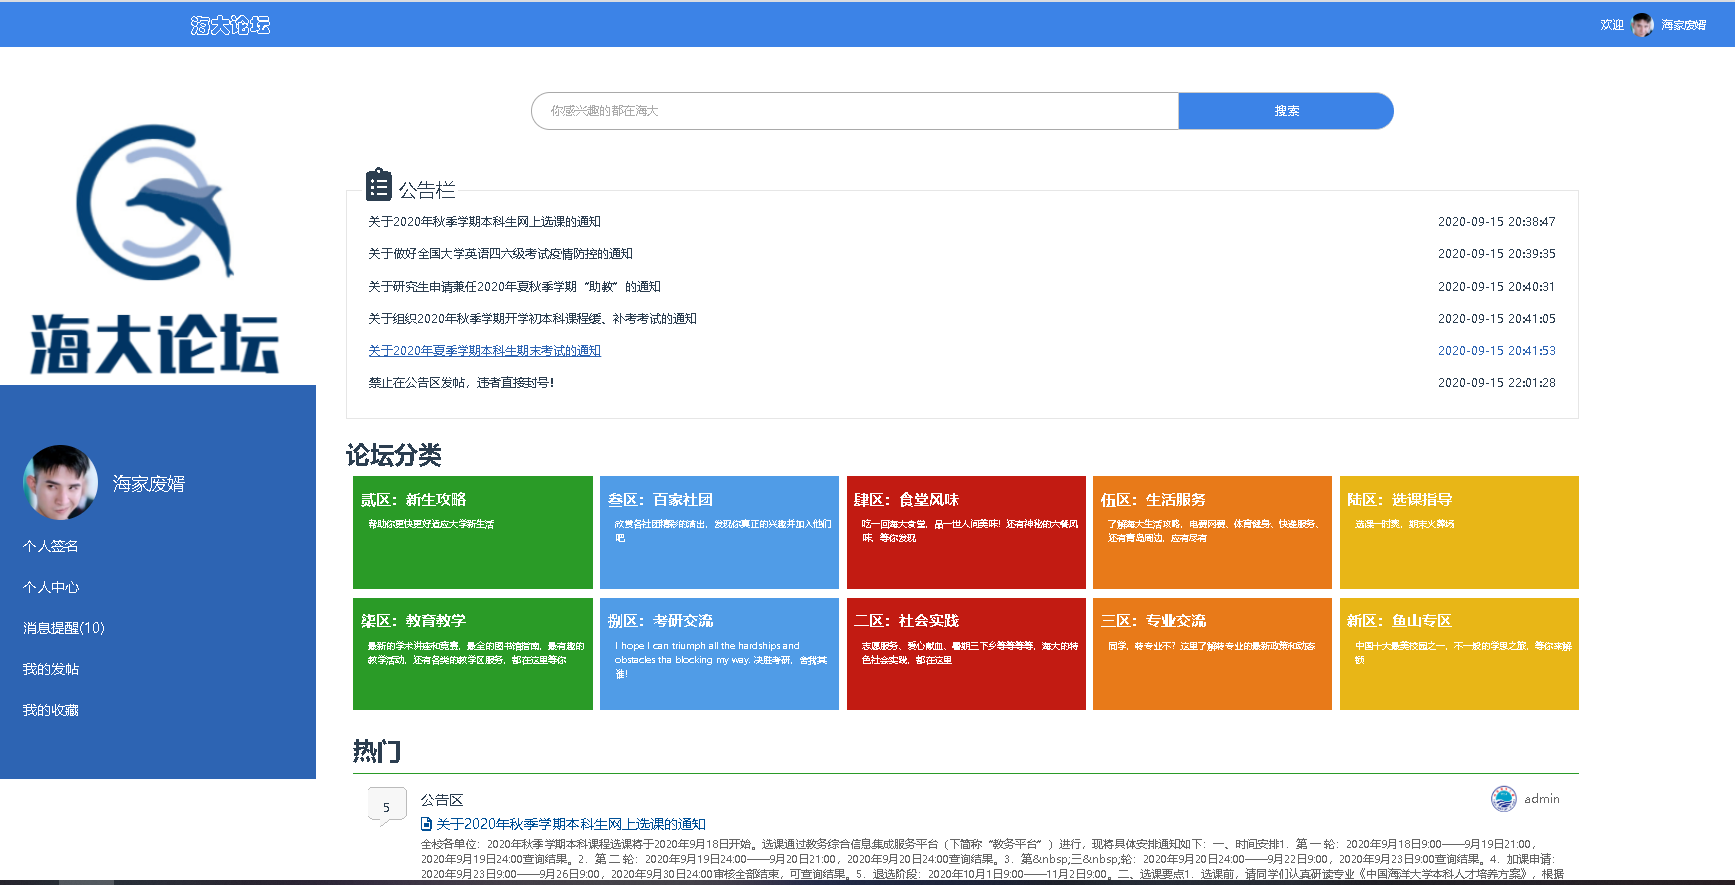 海大论坛
欢迎 海家废婿
你感兴趣的都在海大
搜索
海大论坛
公告栏
关于2020年秋季学期本科生网上选课的通知 2020-09-15 20:38:47
关于做好全国大学英语四六级考试疫情防控的通知 2020-09-15 20:39:35
关于研究生申请兼任2020年夏秋季学期“助教”的通知 2020-09-15 20:40:31
关于组织2020年秋季学期开学初本科课程缓、补考考试的通知 2020-09-15 20:41:05
关于2020年夏季学期本科生期末考试的通知 2020-09-15 20:41:53
禁止在公告区发帖，违者直接封号！ 2020-09-15 22:01:28
海家废婿
个人签名
个人中心
消息提醒(10)
我的发帖
我的收藏
论坛分类
贰区：新生攻略
帮助你更快更好适应大学新生活
叁区：百家社团
欣赏各社团精彩的演出，发现你真正的兴趣并加入他们
吧
肆区：食堂风味
吃一回海大食堂，品一世人间美味！还有神秘的六餐风
味，等你发现
伍区：生活服务
了解海大生活攻略，电费网费、体育健身、快递服务、
还有青岛周边，应有尽有
陆区：选课指导
选课一时爽，期末火葬场
柒区：教育教学
最新的学术讲座和竞赛，最全的图书馆指南，最有趣的
教学活动，还有各类的教学区服务，都在这里等你
捌区：考研交流
I hope I can triumph all the hardships and
obstacles tha blocking my way. 决胜考研，舍我其
谁！
二区：社会实践
志愿服务、爱心献血、暑期三下乡等等等等，海大的特
色社会实践，都在这里
三区：专业交流
同学，转专业不？这里了解转专业的最新政策和动态
新区：鱼山专区
中国十大最美校园之一，不一般的学思之旅，等你来解
锁
热门
5
公告区
admin
关于2020年秋季学期本科生网上选课的通知
全校各单位：2020年秋季学期本科课程选课将于2020年9月18日开始。选课通过教务综合信息集成服务平台（下简称“教务平台”）进行，现将具体安排通知如下：一、时间安排1．第 一 轮：2020年9月18日9:00——9月19日21:00，
2020年9月19日24:00查询结果。2．第 二 轮：2020年9月19日24:00——9月20日21:00，2020年9月20日24:00查询结果。3．第&nbsp;三&nbsp;轮：2020年9月20日24:00——9月22日9:00，2020年9月23日9:00查询结果。4．加课申请：
2020年9月23日9:00——9月26日9:00，2020年9月30日24:00审核全部结束，可查询结果。5．退选阶段：2020年10月1日9:00——11月2日9:00。二、选课要点1．选课前，请同学们认真研读专业《中国海洋大学本科人才培养方案》，根据